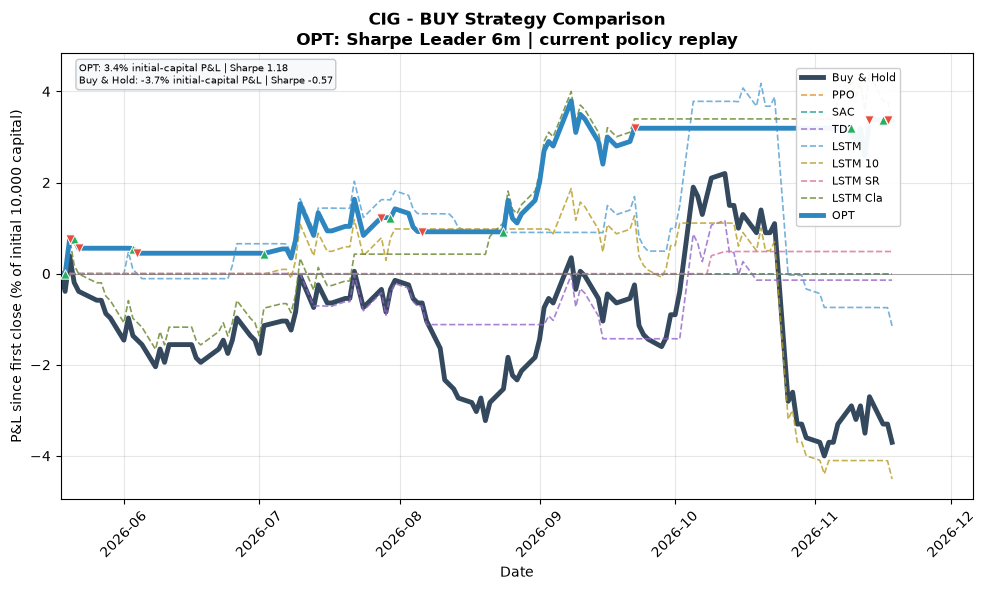 CIG - BUY Strategy Comparison
OPT: Sharpe Leader 6m | current policy replay
OPT: 3.4% initial-capital P&L | Sharpe 1.18
Buy & Hold: -3.7% initial-capital P&L | Sharpe -0.57
Buy & Hold
PPO
SAC
LSTM
LSTM 10
LSTM SR
LSTM Cla
OPT
P&L since first close (% of initial 10,000 capital)
4
2
0
−2
−4
2026-06
2026-07
2026-08
2026-09
2026-10
2026-11
2026-12
Date